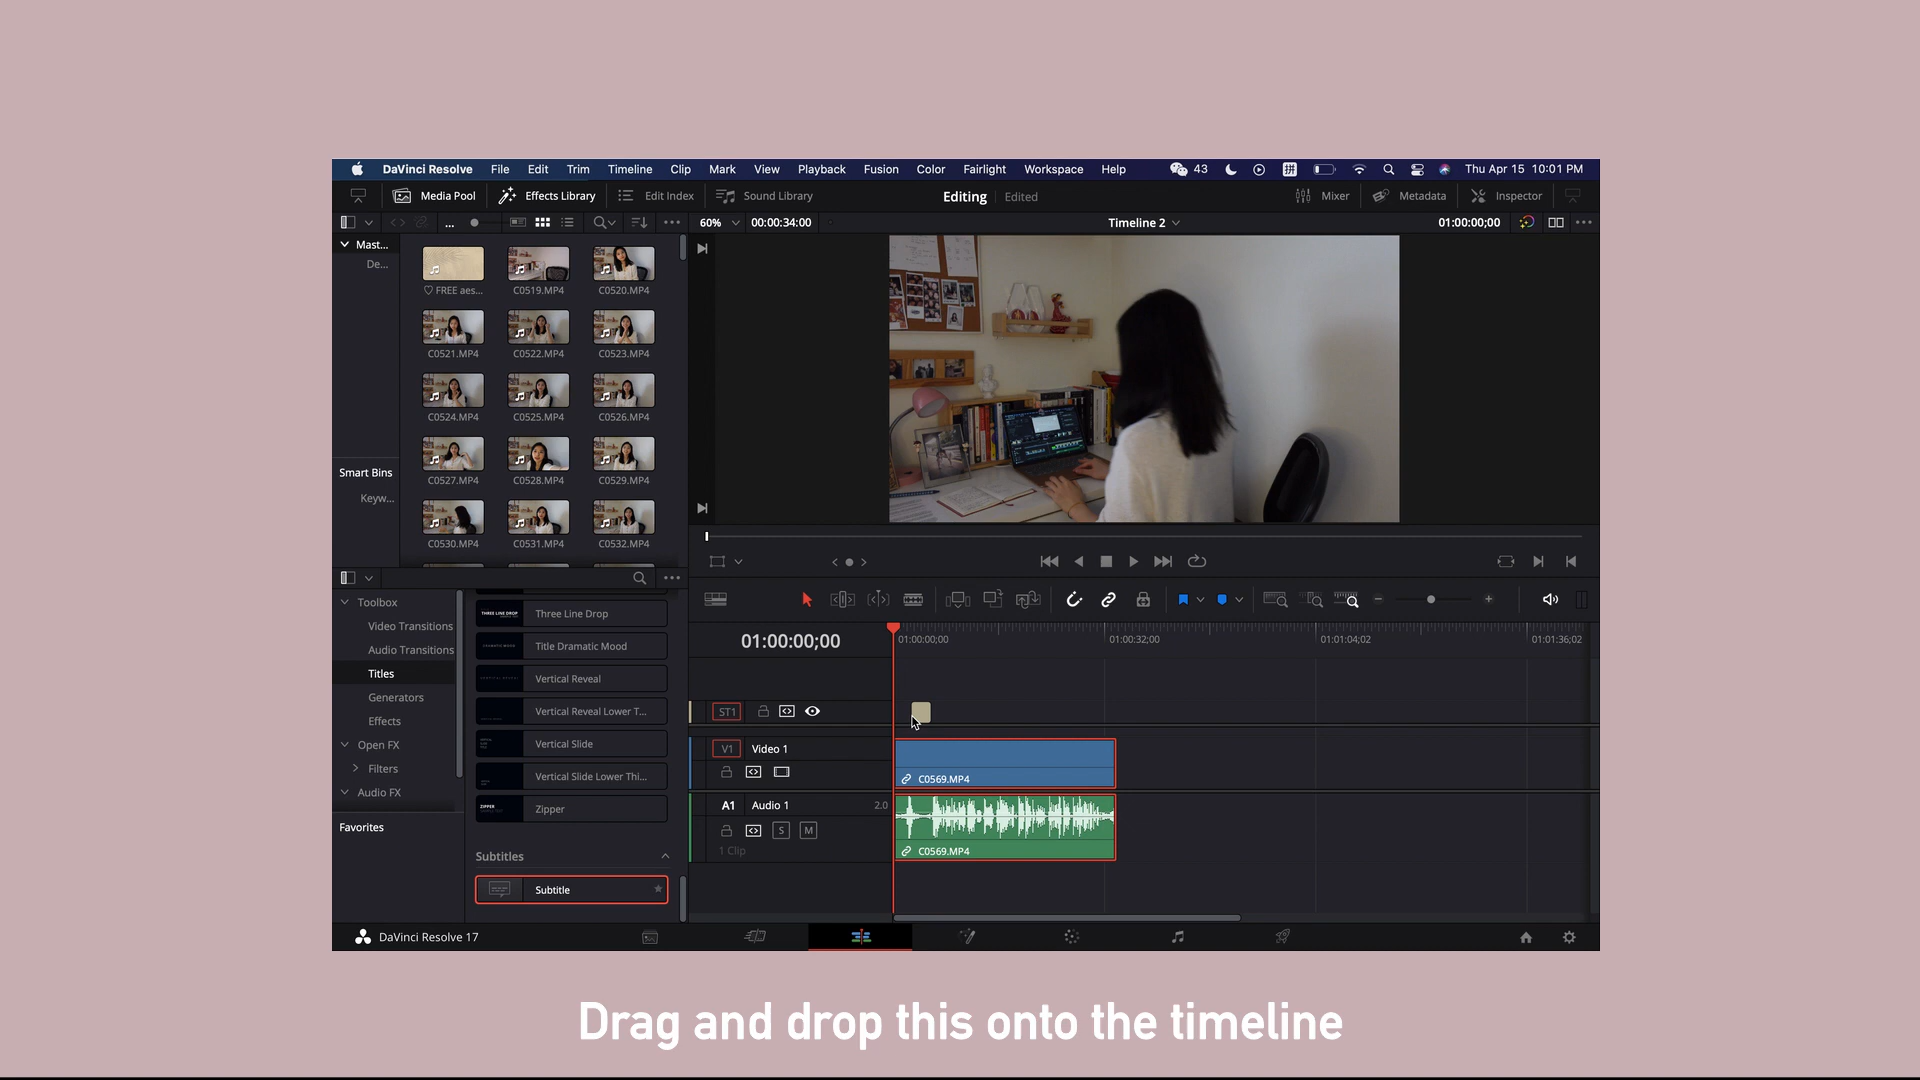 DaVinci Resolve File Edit Trim Timeline Clip Mark View Playback Fusion Color Fairlight Workspace Help 43 拼 Thu Apr 15 10:01 PM
Media Pool Effects Library Edit Index Sound Library Editing Edited Mixer Metadata Inspector
... 60% 00:00:34:00 Timeline 2 01:00:00;00
Mast...
De...
♡ FREE aes... C0519.MP4 C0520.MP4
C0521.MP4 C0522.MP4 C0523.MP4
C0524.MP4 C0525.MP4 C0526.MP4
C0527.MP4 C0528.MP4 C0529.MP4
C0530.MP4 C0531.MP4 C0532.MP4
Smart Bins
Keyw...
Toolbox
Video Transitions
Audio Transitions
Titles
Generators
Effects
Open FX
Filters
Audio FX
Favorites
THREE LINE DROP Three Line Drop
Title Dramatic Mood
Vertical Reveal
Vertical Reveal Lower T...
Vertical Slide
Vertical Slide Lower Thi...
ZIPPER Zipper
Subtitles
Subtitle
01:00:00;00 01:00:00;00 01:00:32;00 01:01:04;02 01:01:36;02
ST1
V1 Video 1
C0569.MP4
A1 Audio 1 2.0
S M
1 Clip
C0569.MP4
DaVinci Resolve 17
Drag and drop this onto the timeline